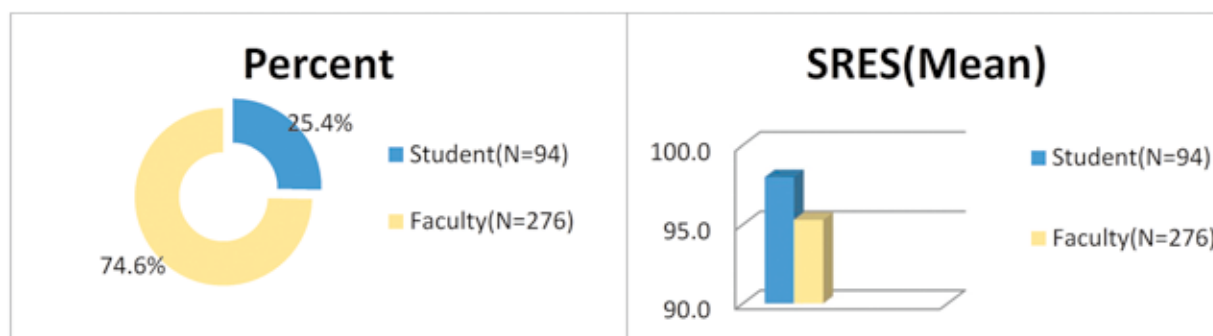 Percent
25.4%
Student(N=94)
Faculty(N=276)
74.6%
SRES(Mean)
100.0
95.0
90.0
Student(N=94)
Faculty(N=276)